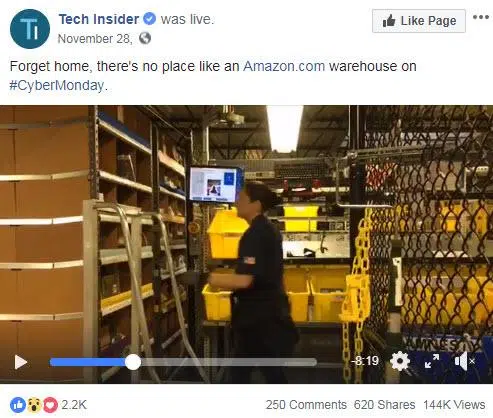 Tech Insider was live.
November 28,
Like Page
Forget home, there's no place like an Amazon.com warehouse on
#CyberMonday.
-8:19
2.2K
250 Comments 620 Shares 144K Views